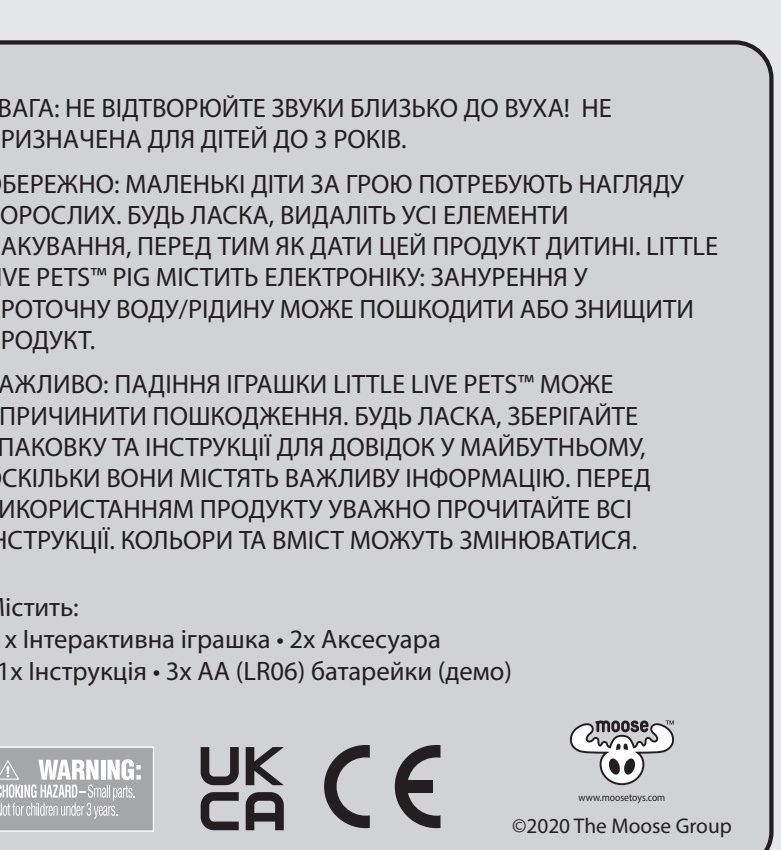 ВАГА: НЕ ВІДТВОРЮЙТЕ ЗВУКИ БЛИЗЬКО ДО ВУХА! НЕ
РИЗНАЧЕНА ДЛЯ ДІТЕЙ ДО 3 РОКІВ.
БЕРЕЖНО: МАЛЕНЬКІ ДІТИ ЗА ГРОЮ ПОТРЕБУЮТЬ НАГЛЯДУ
ОРОСЛИХ. БУДЬ ЛАСКА, ВИДАЛІТЬ УСІ ЕЛЕМЕНТИ
АКУВАННЯ, ПЕРЕД ТИМ ЯК ДАТИ ЦЕЙ ПРОДУКТ ДИТИНІ. LITTLE
IVE PETS™ PIG МІСТИТЬ ЕЛЕКТРОНІКУ: ЗАНУРЕННЯ У
РОТОЧНУ ВОДУ/РІДИНУ МОЖЕ ПОШКОДИТИ АБО ЗНИЩИТИ
РОДУКТ.
АЖЛИВО: ПАДІННЯ ІГРАШКИ LITTLE LIVE PETS™ МОЖЕ
ПРИЧИНИТИ ПОШКОДЖЕННЯ. БУДЬ ЛАСКА, ЗБЕРІГАЙТЕ
ПАКОВКУ ТА ІНСТРУКЦІЇ ДЛЯ ДОВІДОК У МАЙБУТНЬОМУ,
ОСКІЛЬКИ ВОНИ МІСТЯТЬ ВАЖЛИВУ ІНФОРМАЦІЮ. ПЕРЕД
ИКОРИСТАННЯМ ПРОДУКТУ УВАЖНО ПРОЧИТАЙТЕ ВСІ
НСТРУКЦІЇ. КОЛЬОРИ ТА ВМІСТ МОЖУТЬ ЗМІНЮВАТИСЯ.
Містить:
x Інтерактивна іграшка • 2x Аксесуара
1x Інструкція • 3x AA (LR06) батарейки (демо)
WARNING:
CHOKING HAZARD – Small parts.
Not for children under 3 years.
UK
CA
CE
moose™
www.moosetoys.com
©2020 The Moose Group